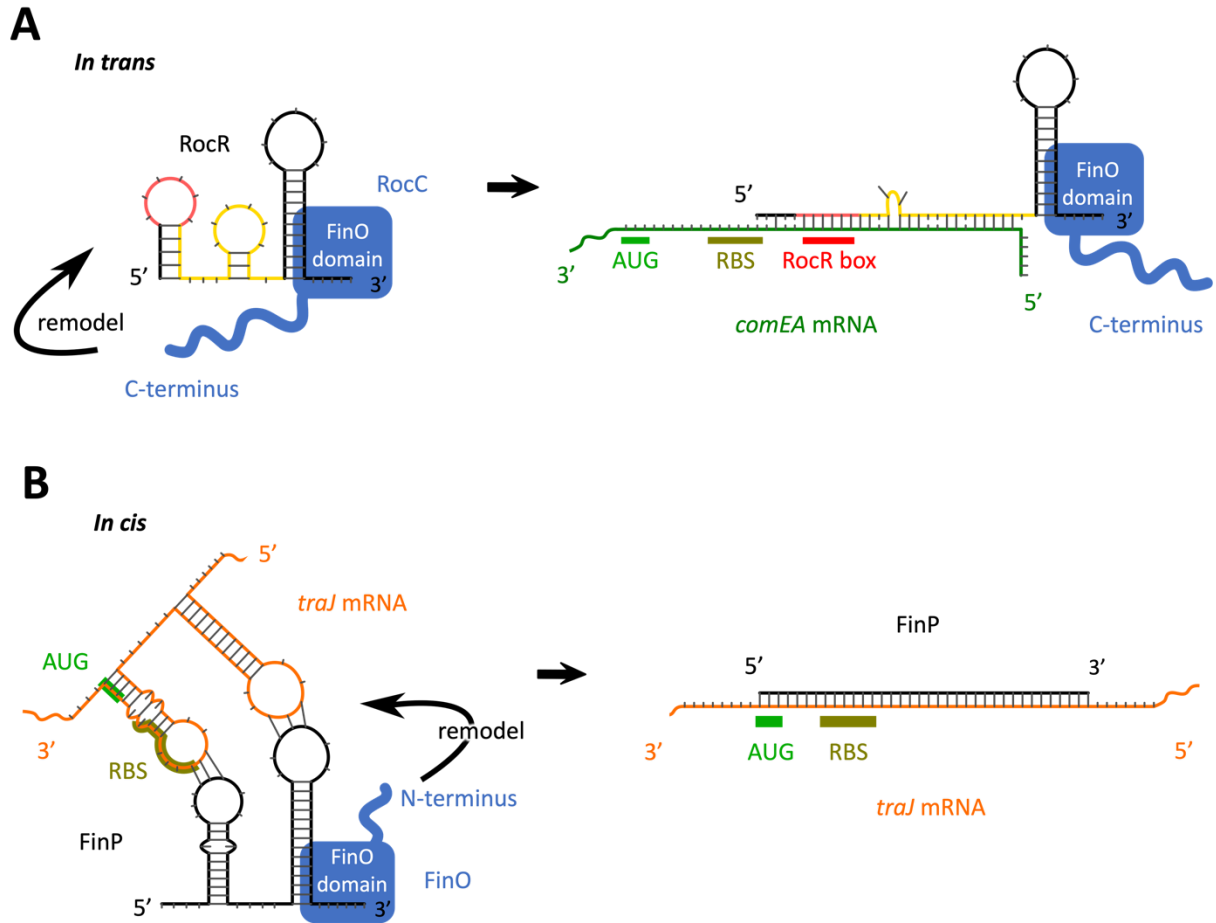 A
In trans
RocR
RocC
FinO
domain
5’
3’
remodel
C-terminus
5’
FinO
domain
3’
3’
AUG
RBS
RocR box
5’
comEA mRNA
C-terminus
B
In cis
5’
traJ mRNA
AUG
3’
RBS
remodel
N-terminus
FinP
FinO
domain
FinO
5’
3’
FinP
5’
3’
3’
AUG
RBS
5’
traJ mRNA